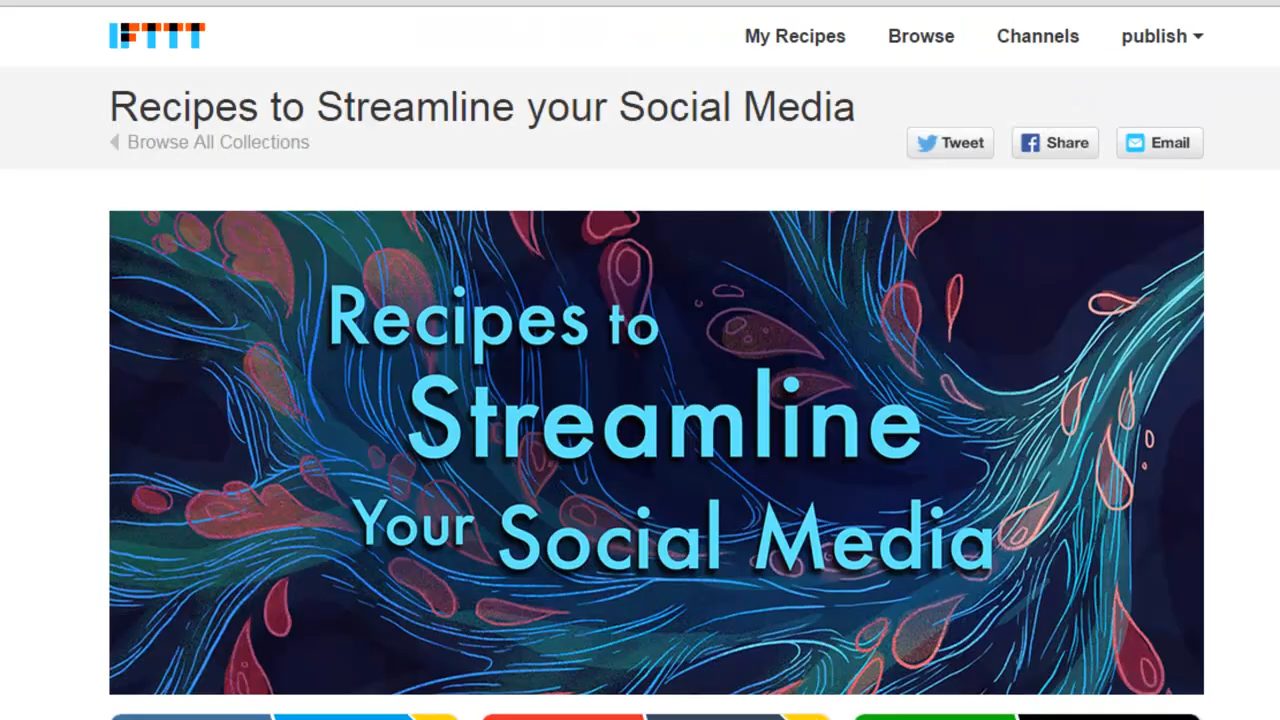 IFTTT
My Recipes Browse Channels publish
Recipes to Streamline your Social Media
Browse All Collections
Tweet Share Email
Recipes to
Streamline
Your Social Media